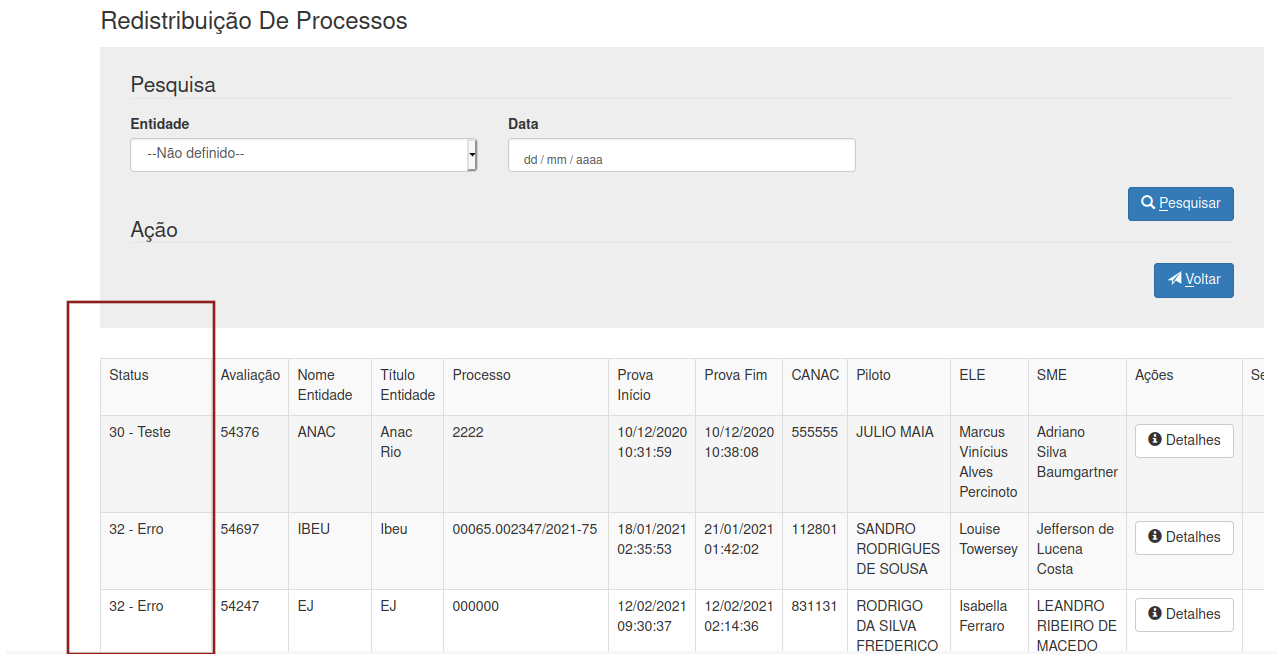 Redistribuição De Processos
Pesquisa
Entidade Data
--Não definido-- dd / mm / aaaa
Pesquisar
Ação
Voltar
Status Avaliação Nome Título Processo Prova Prova Fim CANAC Piloto ELE SME Ações Se
Entidade Entidade Início
30 - Teste 54376 ANAC Anac 2222 10/12/2020 10/12/2020 555555 JULIO MAIA Marcus Adriano Detalhes
Rio 10:31:59 10:38:08 Vinícius Silva
Alves Baumgartner
Percinoto
32 - Erro 54697 IBEU Ibeu 00065.002347/2021-75 18/01/2021 21/01/2021 112801 SANDRO Louise Jefferson de Detalhes
02:35:53 01:42:02 RODRIGUES Towersey Lucena
DE SOUSA Costa
32 - Erro 54247 EJ EJ 000000 12/02/2021 12/02/2021 831131 RODRIGO Isabella LEANDRO Detalhes
09:30:37 02:14:36 DA SILVA Ferraro RIBEIRO DE
FREDERICO MACEDO